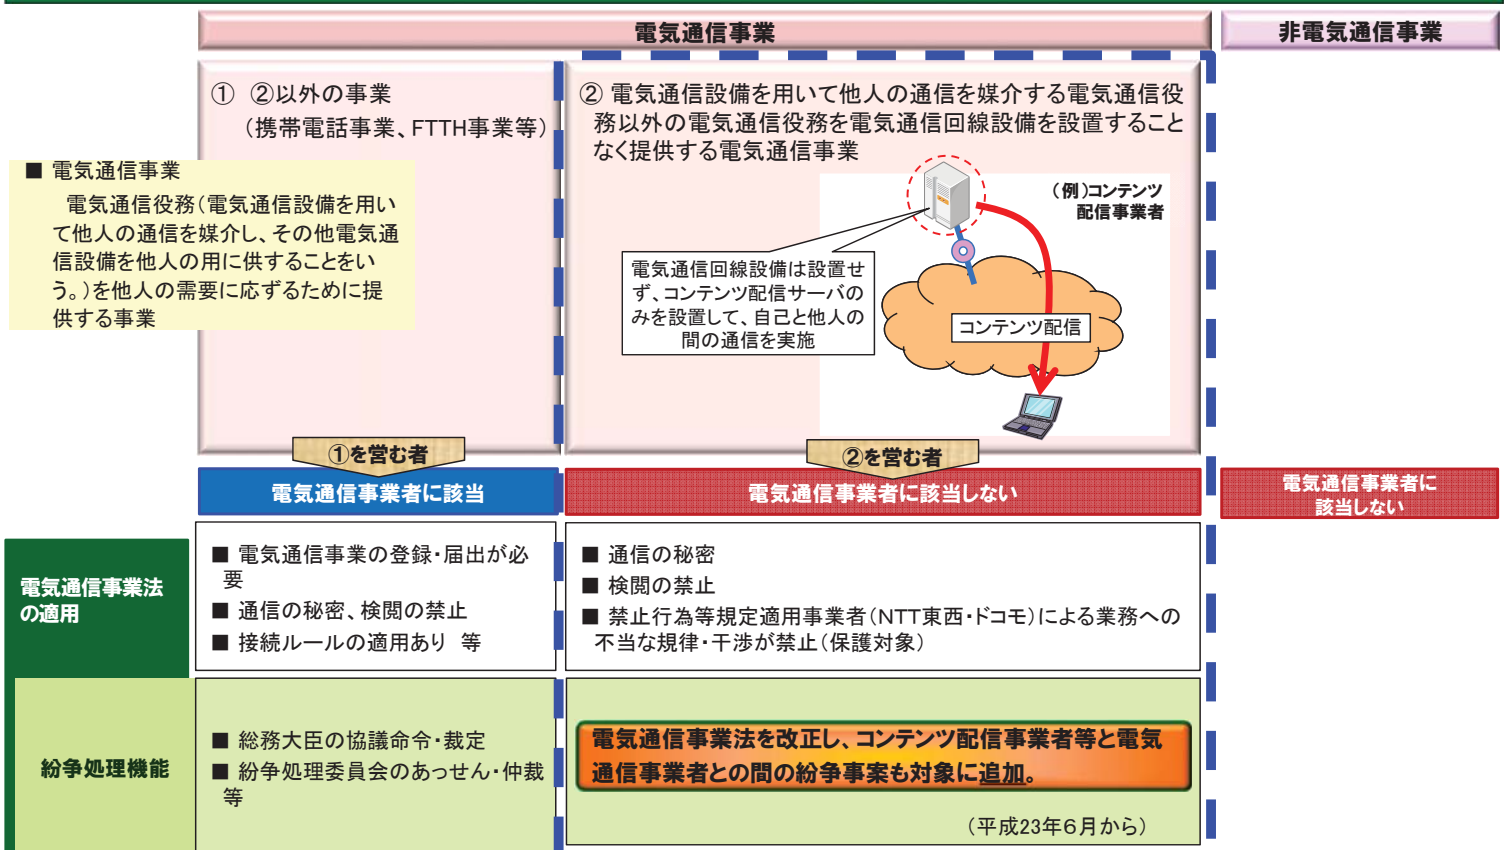 電気通信事業
非電気通信事業
① ②以外の事業
（携帯電話事業、FTTH事業等）
② 電気通信設備を用いて他人の通信を媒介する電気通信役
務以外の電気通信役務を電気通信回線設備を設置すること
なく提供する電気通信事業
■ 電気通信事業
電気通信役務（電気通信設備を用い
て他人の通信を媒介し、その他電気通
信設備を他人の用に供することをい
う。）を他人の需要に応ずるために提
供する事業
（例）コンテンツ
配信事業者
電気通信回線設備は設置せ
ず、コンテンツ配信サーバの
みを設置して、自己と他人の
間の通信を実施
コンテンツ配信
①を営む者
②を営む者
電気通信事業者に該当
電気通信事業者に該当しない
電気通信事業者に
該当しない
電気通信事業法
の適用
■ 電気通信事業の登録・届出が必
要
■ 通信の秘密、検閲の禁止
■ 接続ルールの適用あり 等
■ 通信の秘密
■ 検閲の禁止
■ 禁止行為等規定適用事業者（NTT東西・ドコモ）による業務への
不当な規律・干渉が禁止（保護対象）
紛争処理機能
■ 総務大臣の協議命令・裁定
■ 紛争処理委員会のあっせん・仲裁
等
電気通信事業法を改正し、コンテンツ配信事業者等と電気
通信事業者との間の紛争事案も対象に追加。
（平成23年６月から）